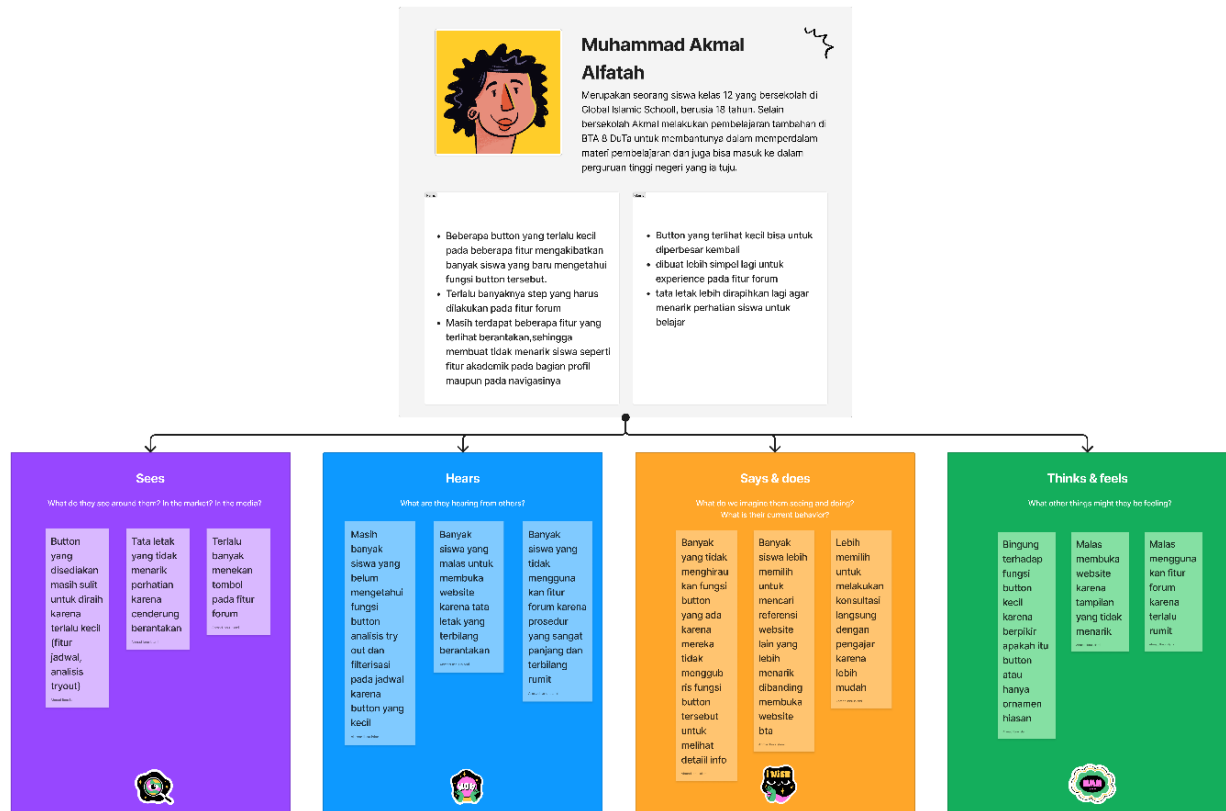 Muhammad Akmal
Alfatah
Merupakan seorang siswa kelas 12 yang bersekolah di
Global Islamic Schooll, berusia 18 tahun. Selain
bersekolah Akmal melakukan pembelajaran tambahan di
BTA 8 DuTa untuk membantunya dalam memperdalam
materi pembelajaran dan juga bisa masuk ke dalam
perguruan tinggi negeri yang ia tuju.
• Beberapa button yang terlalu kecil
pada beberapa fitur mengakibatkan
banyak siswa yang baru mengetahui
fungsi button tersebut.
• Terlalu banyaknya step yang harus
dilakukan pada fitur forum
• Masih terdapat beberapa fitur yang
terlihat berantakan,sehingga
membuat tidak menarik siswa seperti
fitur akademik pada bagian profil
maupun pada navigasinya
• Button yang terlihat kecil bisa untuk
diperbesar kembali
• dibuat lebih simpel lagi untuk
experience pada fitur forum
• tata letak lebih dirapihkan lagi agar
menarik perhatian siswa untuk
belajar
Sees
What do they see around them? In the market? In the media?
Button
yang
disediakan
masih sulit
untuk diraih
karena
terlalu kecil
(fitur
jadwal,
analisis
tryout)
Tata letak
yang tidak
menarik
perhatian
karena
cenderung
berantakan
Terlalu
banyak
menekan
tombol
pada fitur
forum
Hears
What are they hearing from others?
Masih
banyak
siswa yang
belum
mengetahui
fungsi
button
analisis try
out dan
filterisasi
pada jadwal
karena
button yang
kecil
Banyak
siswa yang
malas untuk
membuka
website
karena tata
letak yang
terbilang
berantakan
Banyak
siswa yang
tidak
mengguna
kan fitur
forum karena
prosedur
yang sangat
panjang dan
terbilang
rumit
Says & does
What do we imagine them seeing and doing?
What is their current behavior?
Banyak
yang tidak
menghirau
kan fungsi
button
yang ada
karena
mereka
tidak
menggub
ris fungsi
button
tersebut
untuk
melihat
detaiil info
Banyak
siswa lebih
memilih
untuk
mencari
referensi
website
lain yang
lebih
menarik
dibanding
membuka
website
bta
Lebih
memilih
untuk
melakukan
konsultasi
langsung
dengan
pengajar
karena
lebih
mudah
I WISH
Thinks & feels
What other things might they be feeling?
Bingung
terhadap
fungsi
button
kecil
karena
berpikir
apakah itu
button
atau
hanya
ornamen
hiasan
Malas
membuka
website
karena
tampilan
yang tidak
menarik
Malas
mengguna
kan fitur
forum
karena
terlalu
rumit